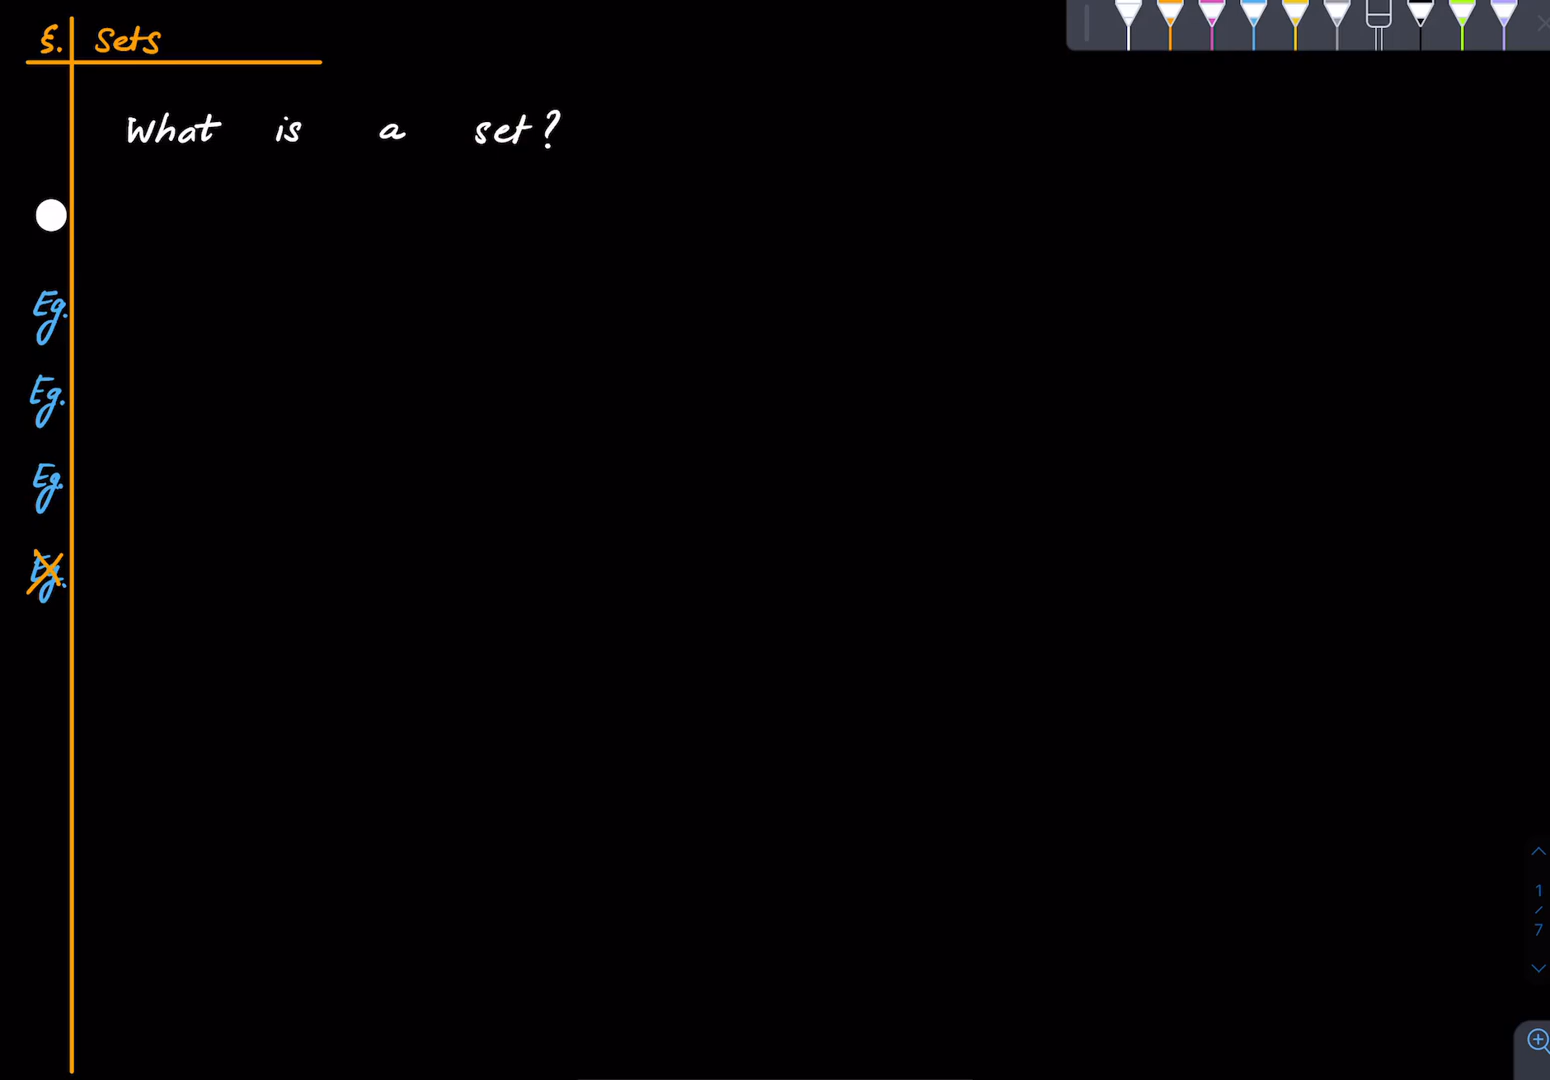 §. Sets
What is a set?
Eg.
Eg.
Eg.
Eg.
1
/
7